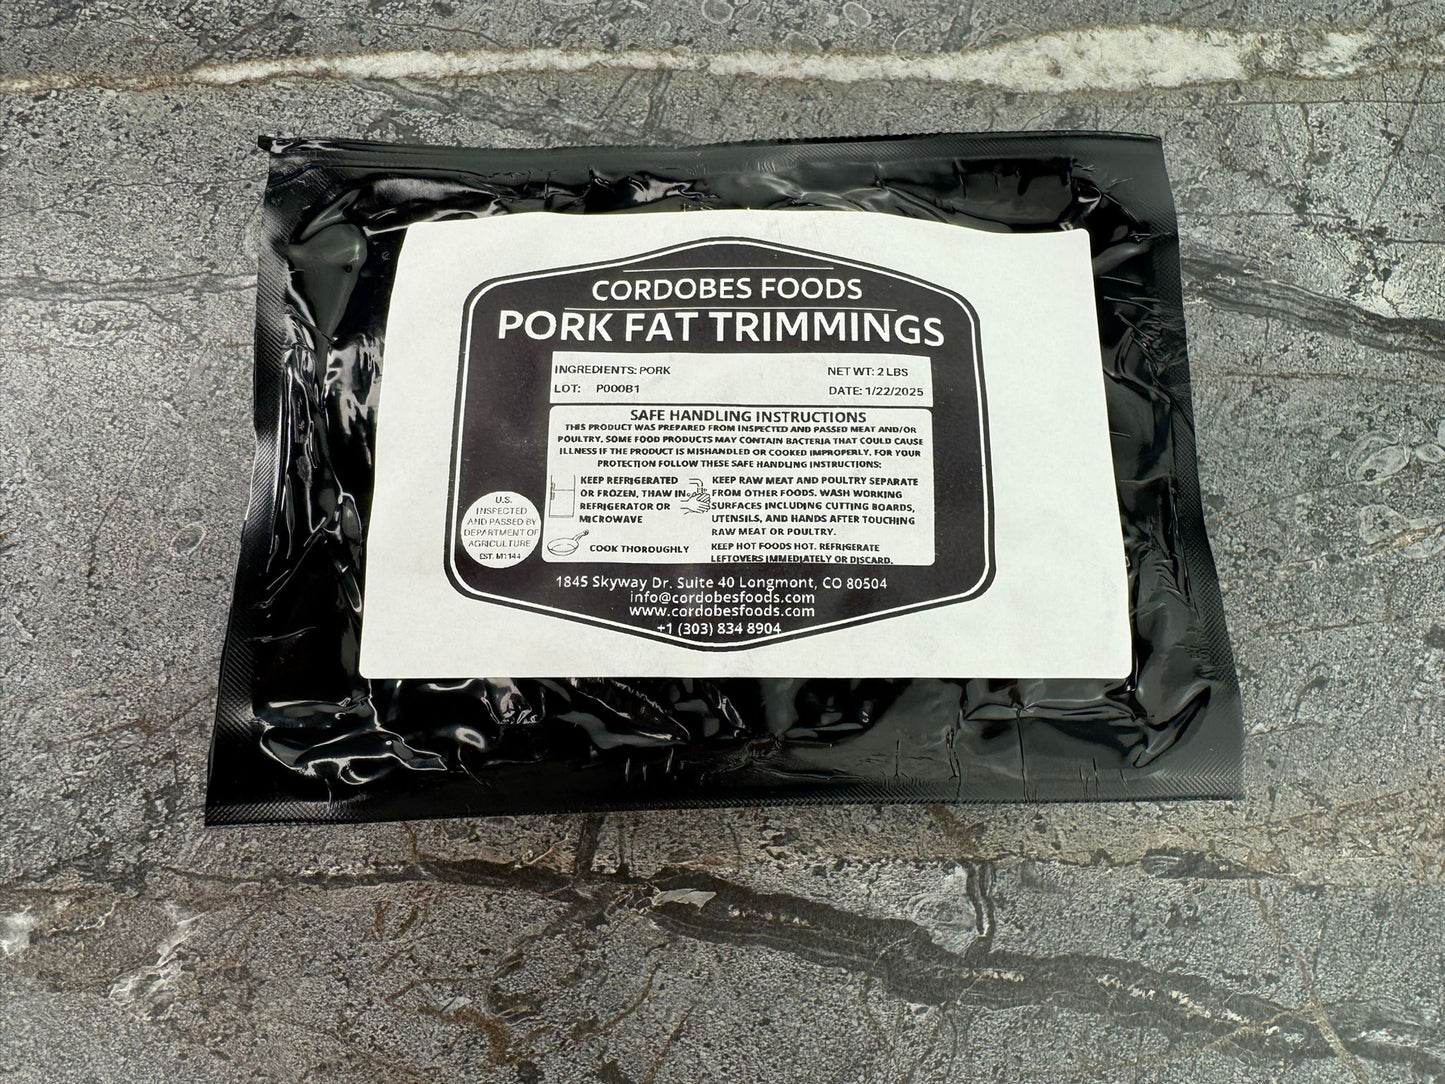 CORDOBES FOODS
PORK FAT TRIMMINGS
INGREDIENTS: PORK
NET WT: 2 LBS
LOT: P000B1
DATE: 1/22/2025
SAFE HANDLING INSTRUCTIONS
THIS PRODUCT WAS PREPARED FROM INSPECTED AND PASSED MEAT AND/OR
POULTRY. SOME FOOD PRODUCTS MAY CONTAIN BACTERIA THAT COULD CAUSE
ILLNESS IF THE PRODUCT IS MISHANDLED OR COOKED IMPROPERLY. FOR YOUR
PROTECTION FOLLOW THESE SAFE HANDLING INSTRUCTIONS:
KEEP REFRIGERATED
OR FROZEN, THAW IN
REFRIGERATOR OR
MICROWAVE
KEEP RAW MEAT AND POULTRY SEPARATE
FROM OTHER FOODS. WASH WORKING
SURFACES INCLUDING CUTTING BOARDS,
UTENSILS, AND HANDS AFTER TOUCHING
RAW MEAT OR POULTRY.
COOK THOROUGHLY
KEEP HOT FOODS HOT. REFRIGERATE
LEFTOVERS IMMEDIATELY OR DISCARD.
U.S.
INSPECTED
AND PASSED BY
DEPARTMENT OF
AGRICULTURE
EST. M1144
1845 Skyway Dr. Suite 40 Longmont, CO 80504
info@cordobesfoods.com
www.cordobesfoods.com
+1 (303) 834 8904